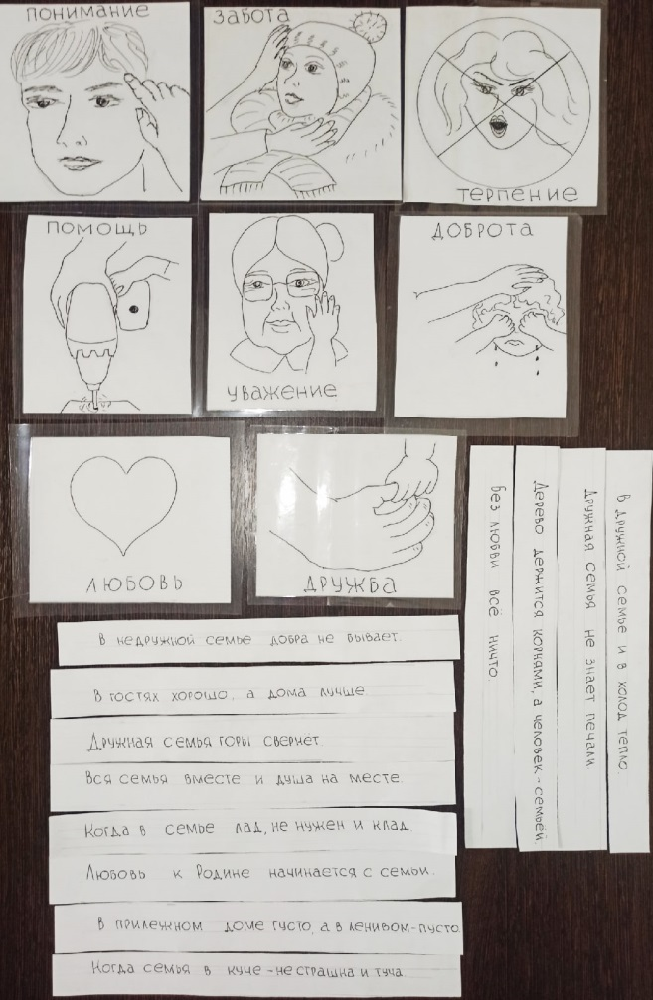 ПОНИМАНИЕ
ЗАБОТА
ТЕРПЕНИЕ
ПОМОЩЬ
УВАЖЕНИЕ
ДОБРОТА
ЛЮБОВЬ
ДРУЖБА
В дружной семье и в холод тепло.
Дружная семья не знает печали
Дерево держится корнями, а человек - семьёй.
Без любви всё ничто.
В недружной семье добра не бывает.
В гостях хорошо, а дома лучше.
Дружная семья горы свернёт.
Вся семья вместе и душа на месте.
Когда в семье лад, не нужен и клад.
Любовь к Родине начинается с семьи.
В прилежном доме густо, а в ленивом-пусто.
Когда семья в куче - не страшна и туча.